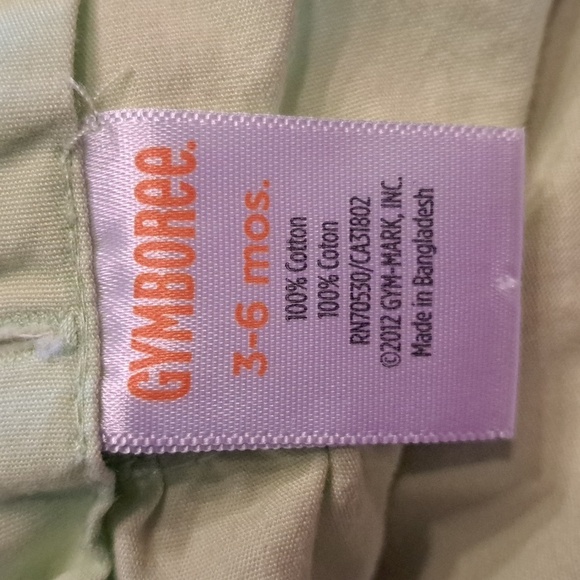 GYMBOREE.
3-6 mos.
100% Cotton
100% Coton
RN70530/CA31802
©2012 GYM-MARK, INC.
Made in Bangladesh